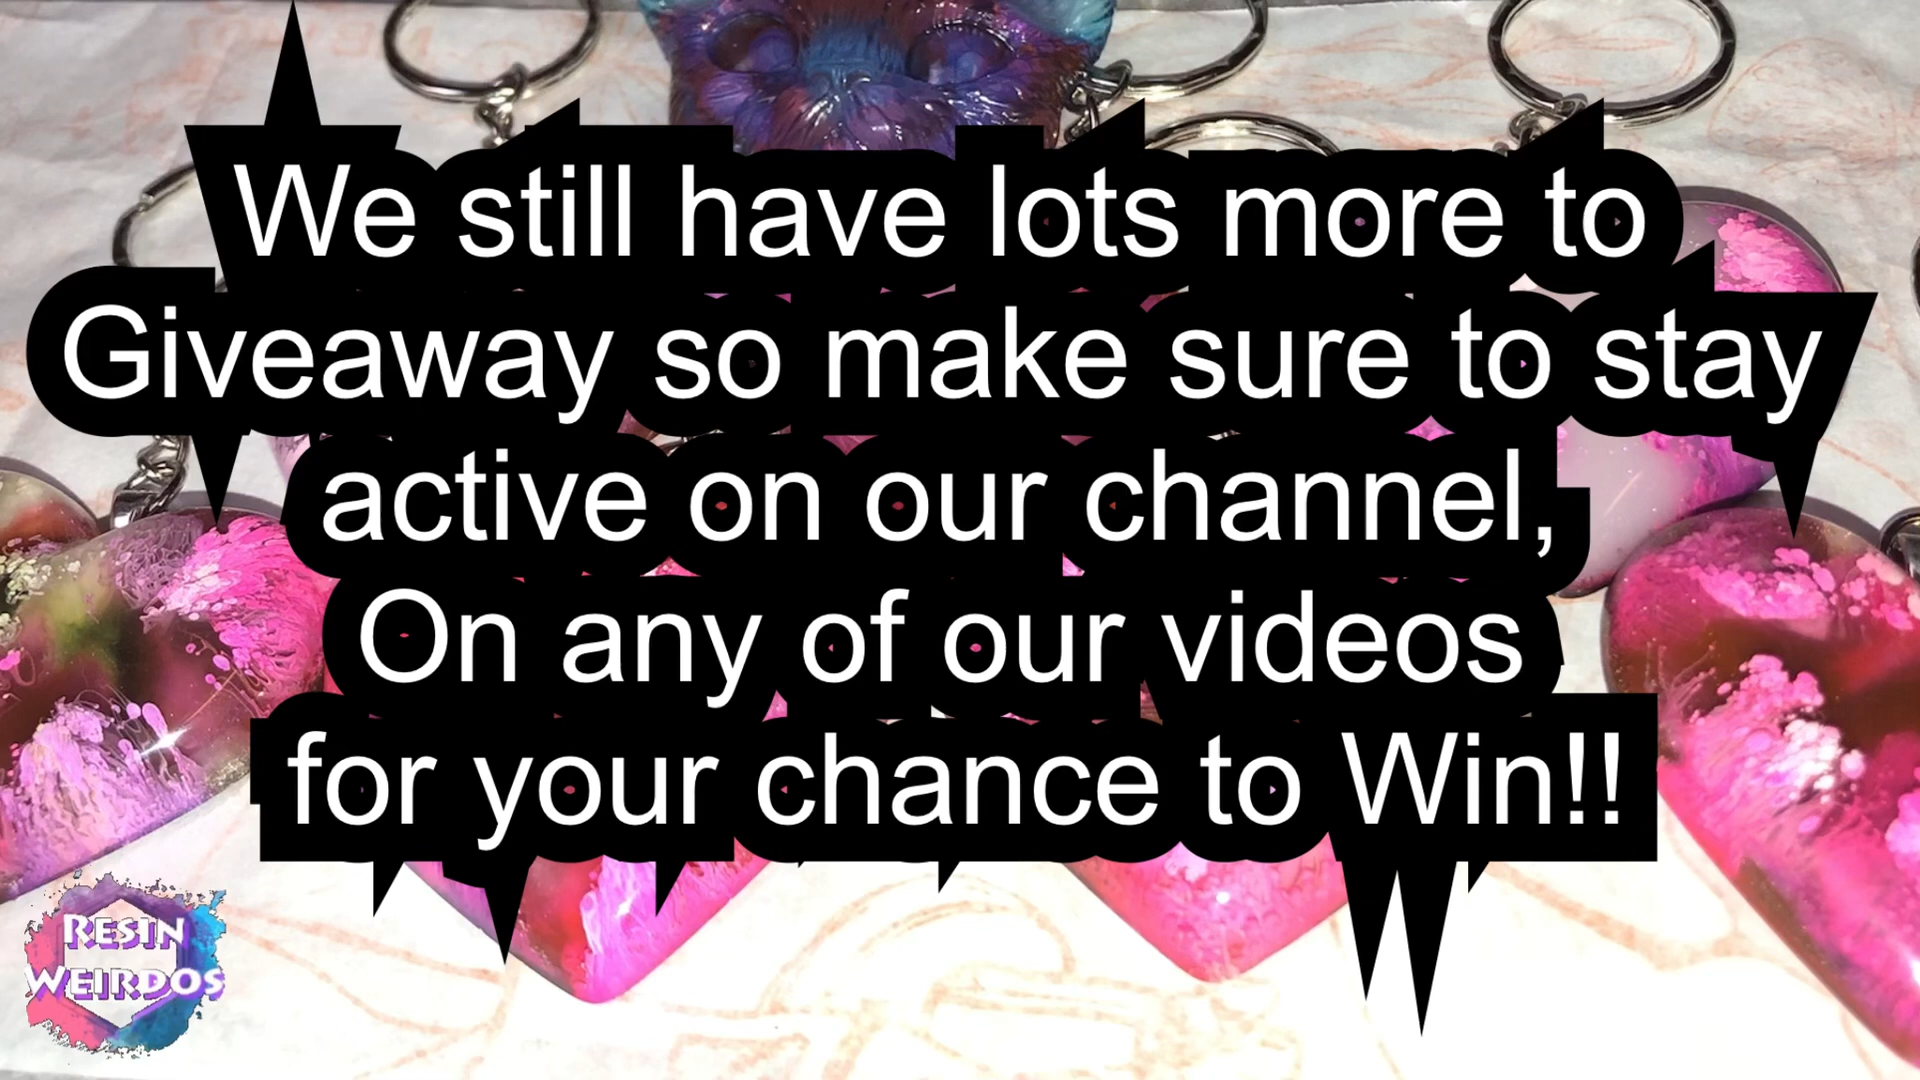 We still have lots more to
Giveaway so make sure to stay
active on our channel,
On any of our videos
for your chance to Win!!
RESIN
WEIRDOS